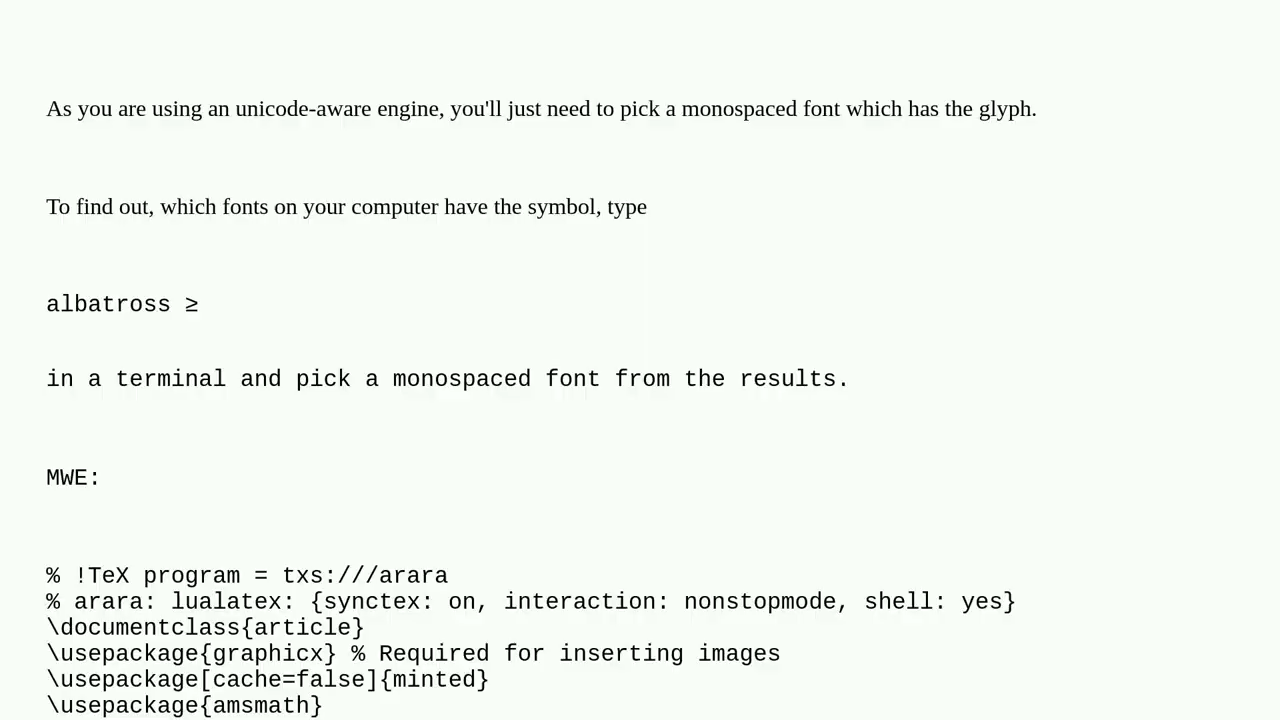 As you are using an unicode-aware engine, you'll just need to pick a monospaced font which has the glyph.
To find out, which fonts on your computer have the symbol, type
albatross ≥
in a terminal and pick a monospaced font from the results.
MWE:
% !TeX program = txs:///arara
% arara: lualatex: {synctex: on, interaction: nonstopmode, shell: yes}
\documentclass{article}
\usepackage{graphicx} % Required for inserting images
\usepackage[cache=false]{minted}
\usepackage{amsmath}